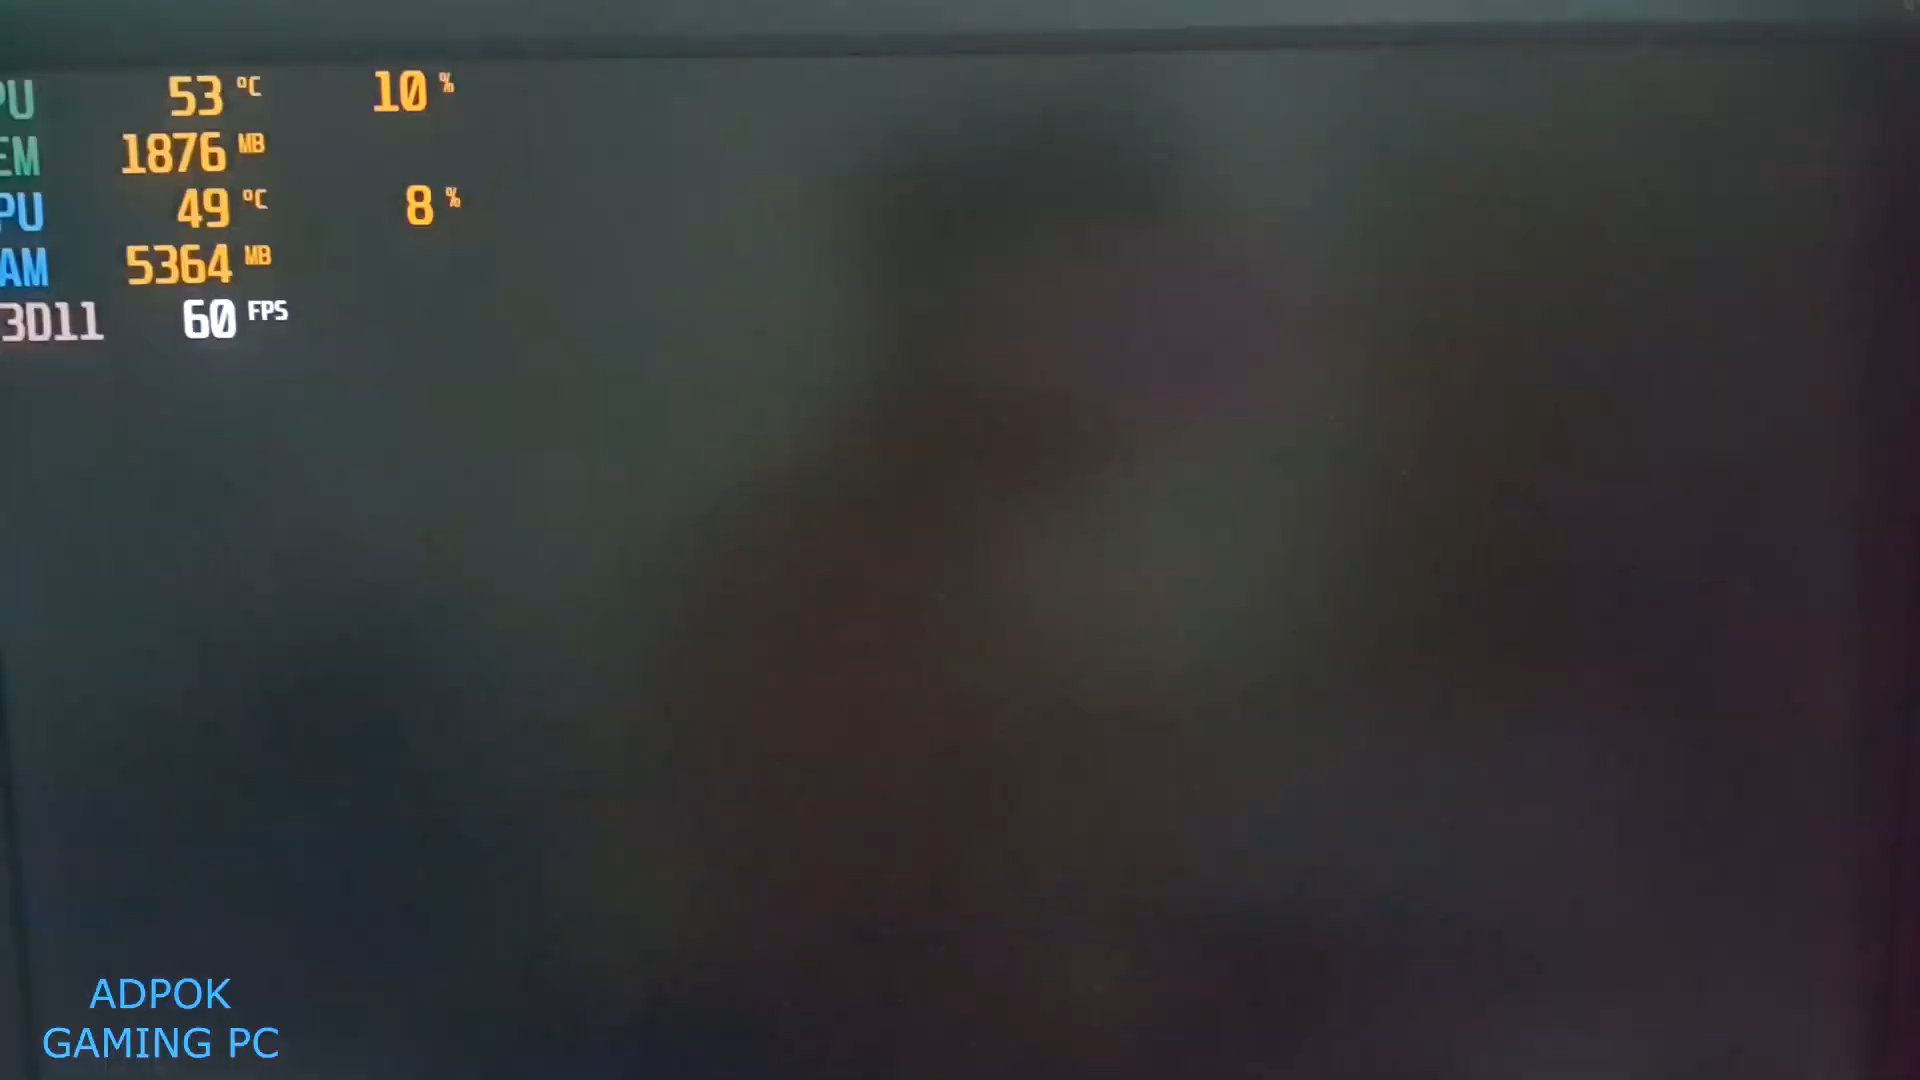 PU 53 °C 10 %
EM 1876 MB
PU 49 °C 8 %
AM 5364 MB
3D11 60 FPS
ADPOK
GAMING PC